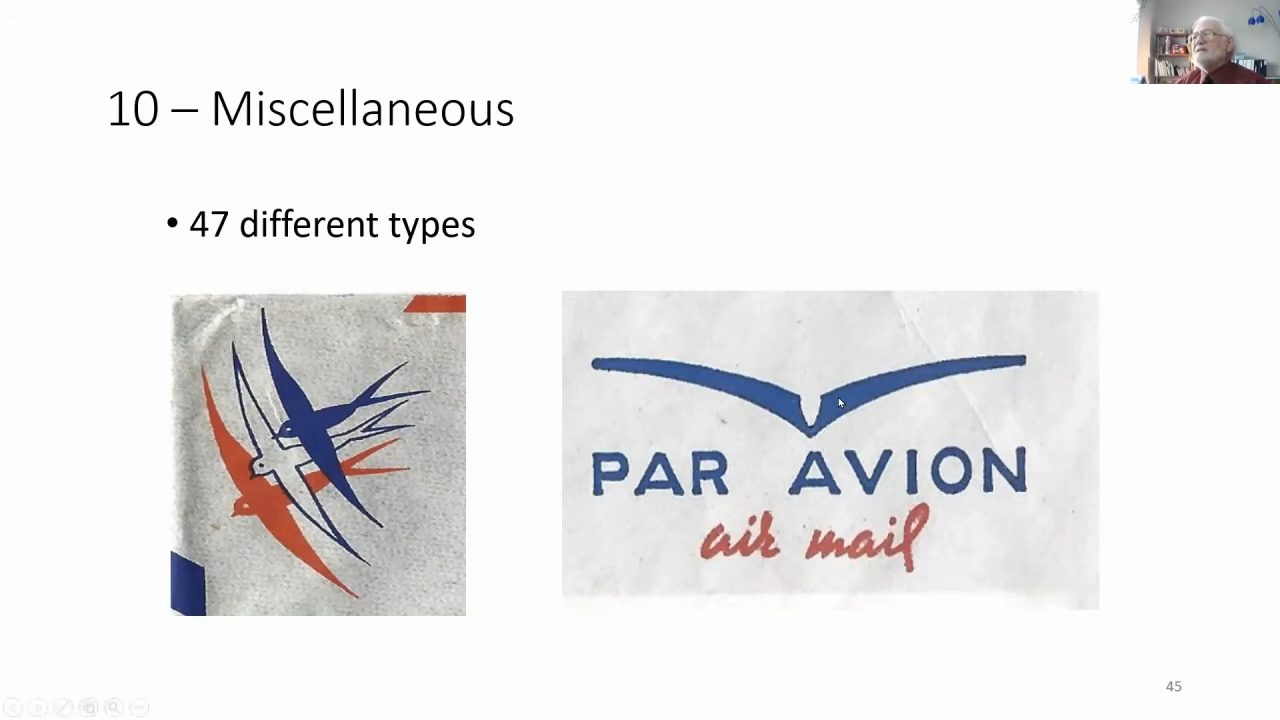 10 – Miscellaneous
• 47 different types
PAR AVION
air mail
45